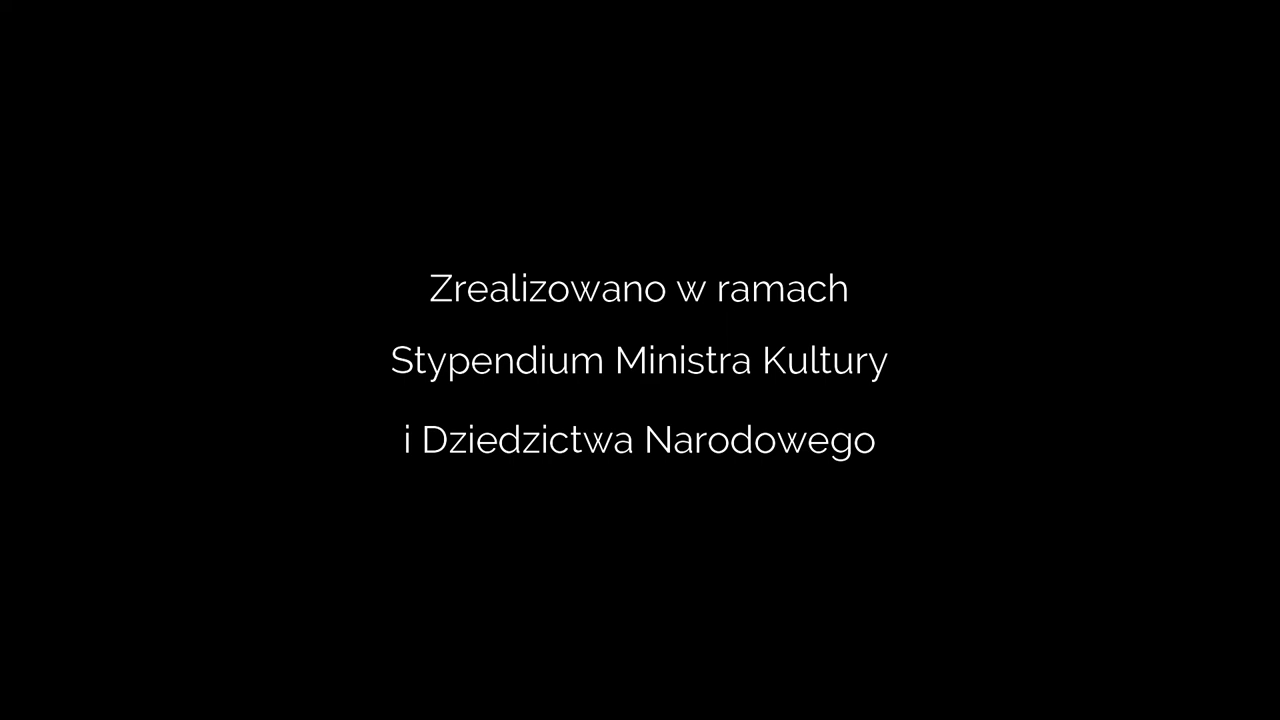 Zrealizowano w ramach
Stypendium Ministra Kultury
i Dziedzictwa Narodowego